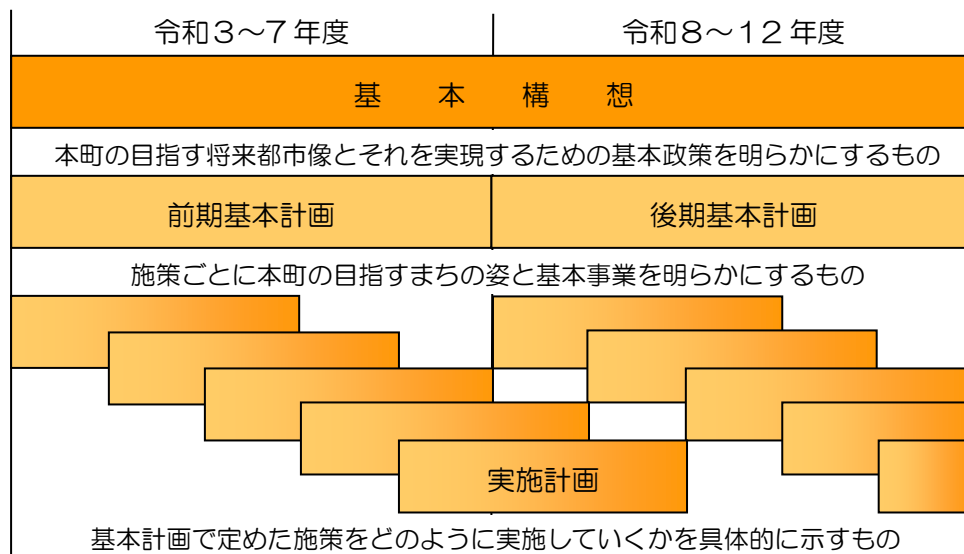 令和３～７年度
令和８～１２年度
基本構想
本町の目指す将来都市像とそれを実現するための基本政策を明らかにするもの
前期基本計画
後期基本計画
施策ごとに本町の目指すまちの姿と基本事業を明らかにするもの
実施計画
基本計画で定めた施策をどのように実施していくかを具体的に示すもの